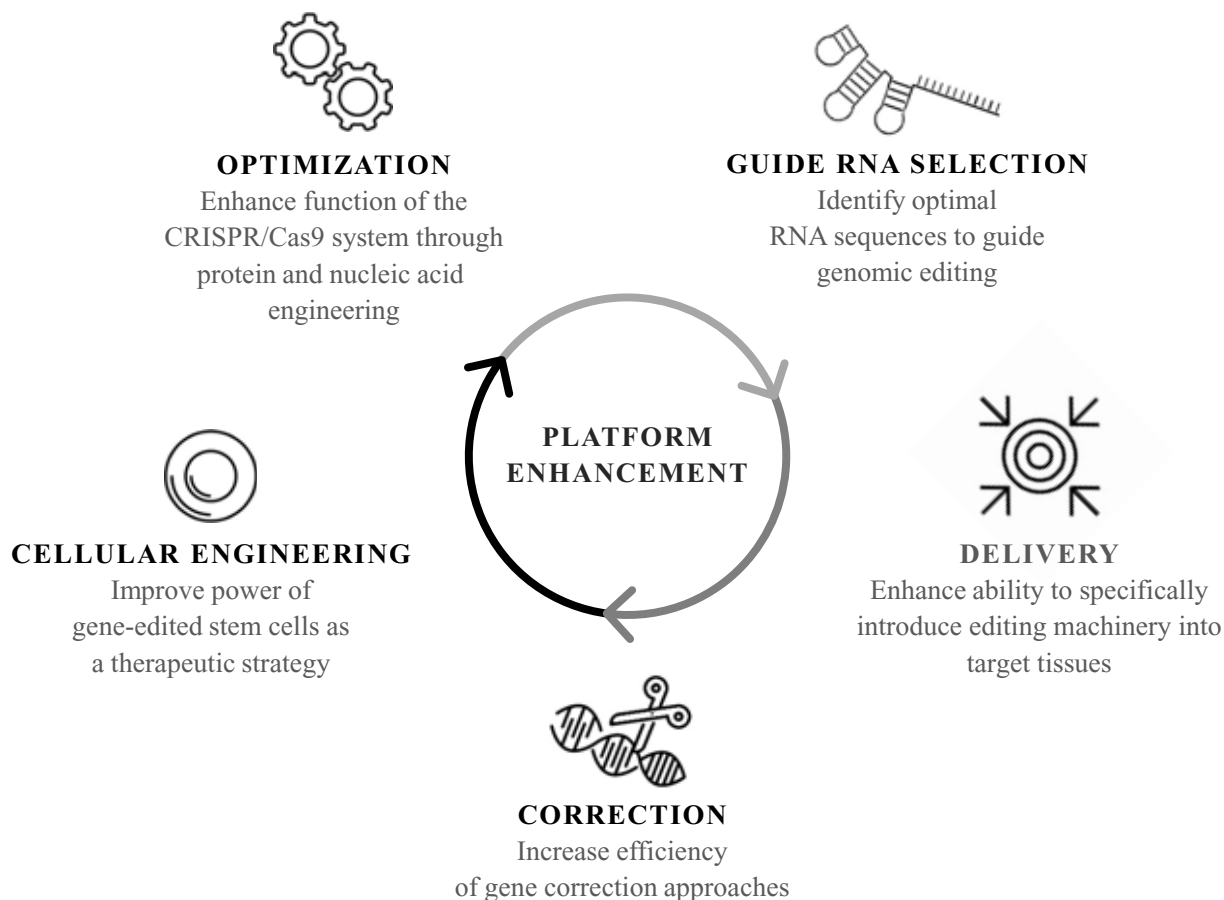 OPTIMIZATION
Enhance function of the
CRISPR/Cas9 system through
protein and nucleic acid
engineering
GUIDE RNA SELECTION
Identify optimal
RNA sequences to guide
genomic editing
PLATFORM
ENHANCEMENT
CELLULAR ENGINEERING
Improve power of
gene-edited stem cells as
a therapeutic strategy
DELIVERY
Enhance ability to specifically
introduce editing machinery into
target tissues
CORRECTION
Increase efficiency
of gene correction approaches